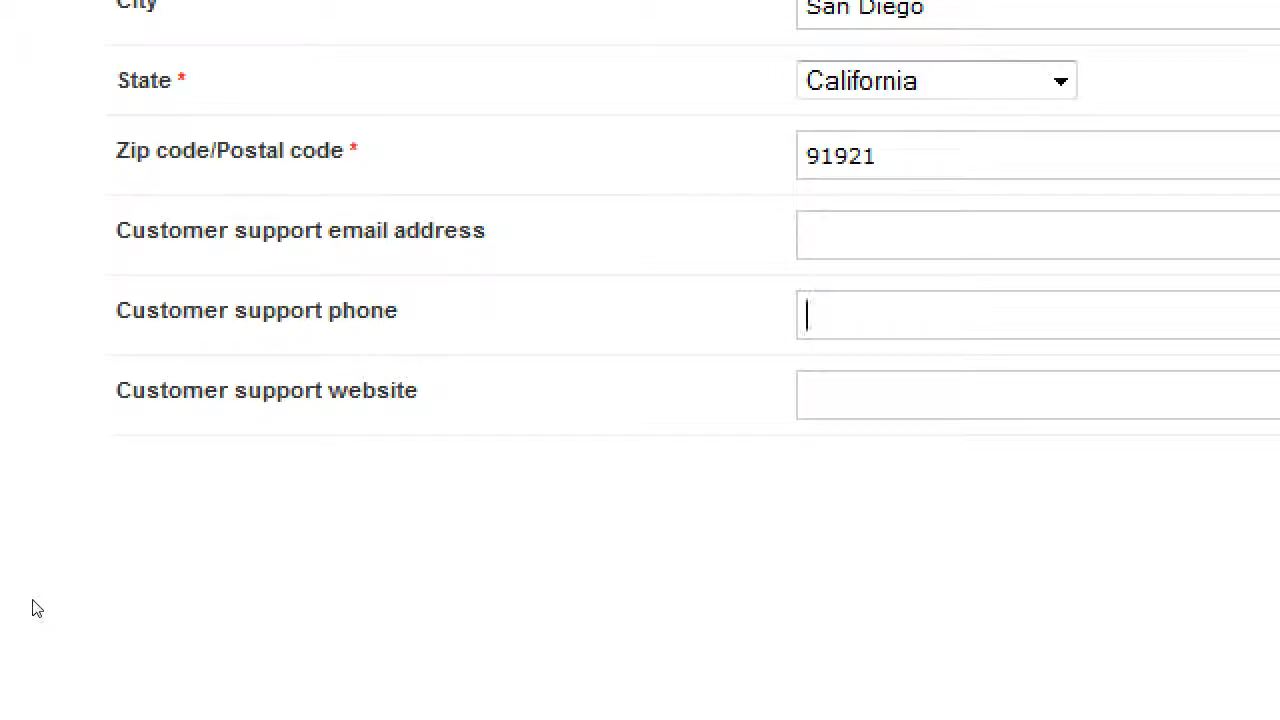 City
San Diego
State *
California
Zip code/Postal code *
91921
Customer support email address
Customer support phone
Customer support website